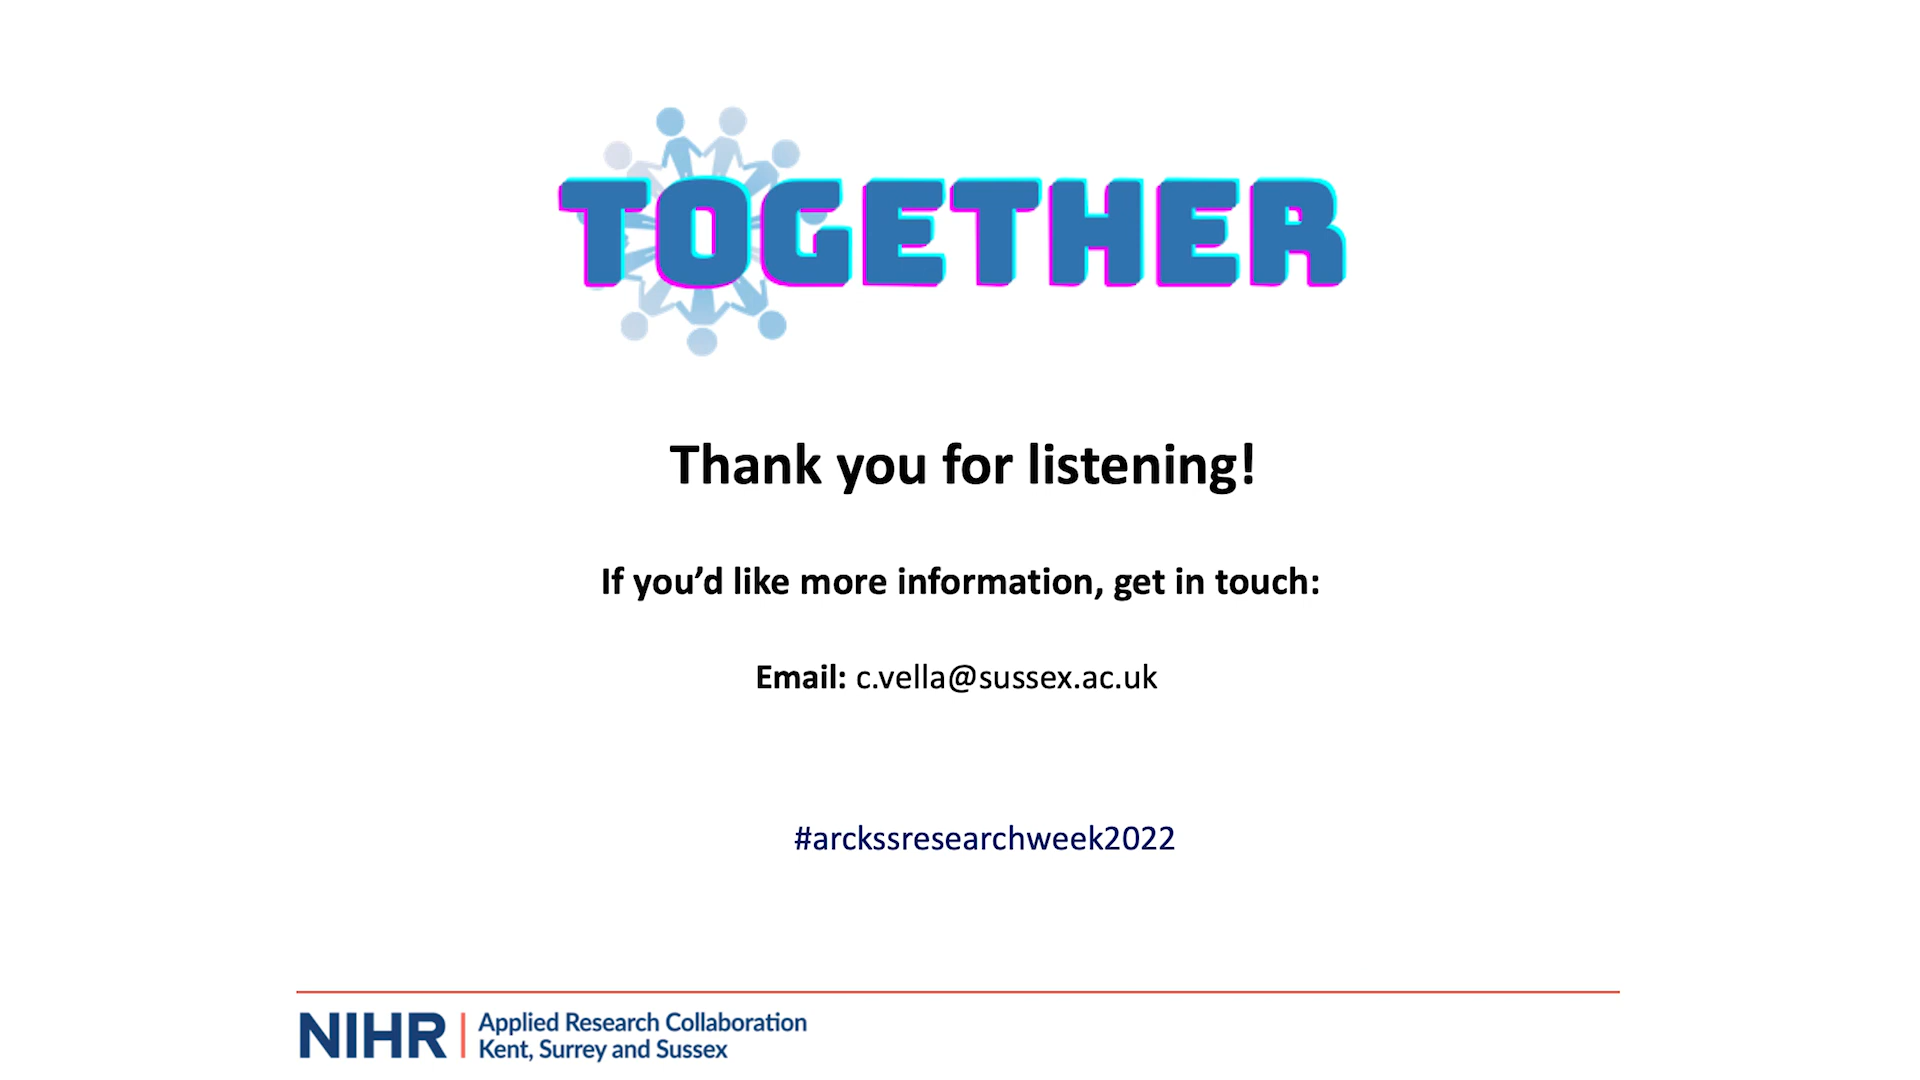 TOGETHER
Thank you for listening!
If you’d like more information, get in touch:
Email: c.vella@sussex.ac.uk
#arckssresearchweek2022
NIHR | Applied Research Collaboration
Kent, Surrey and Sussex